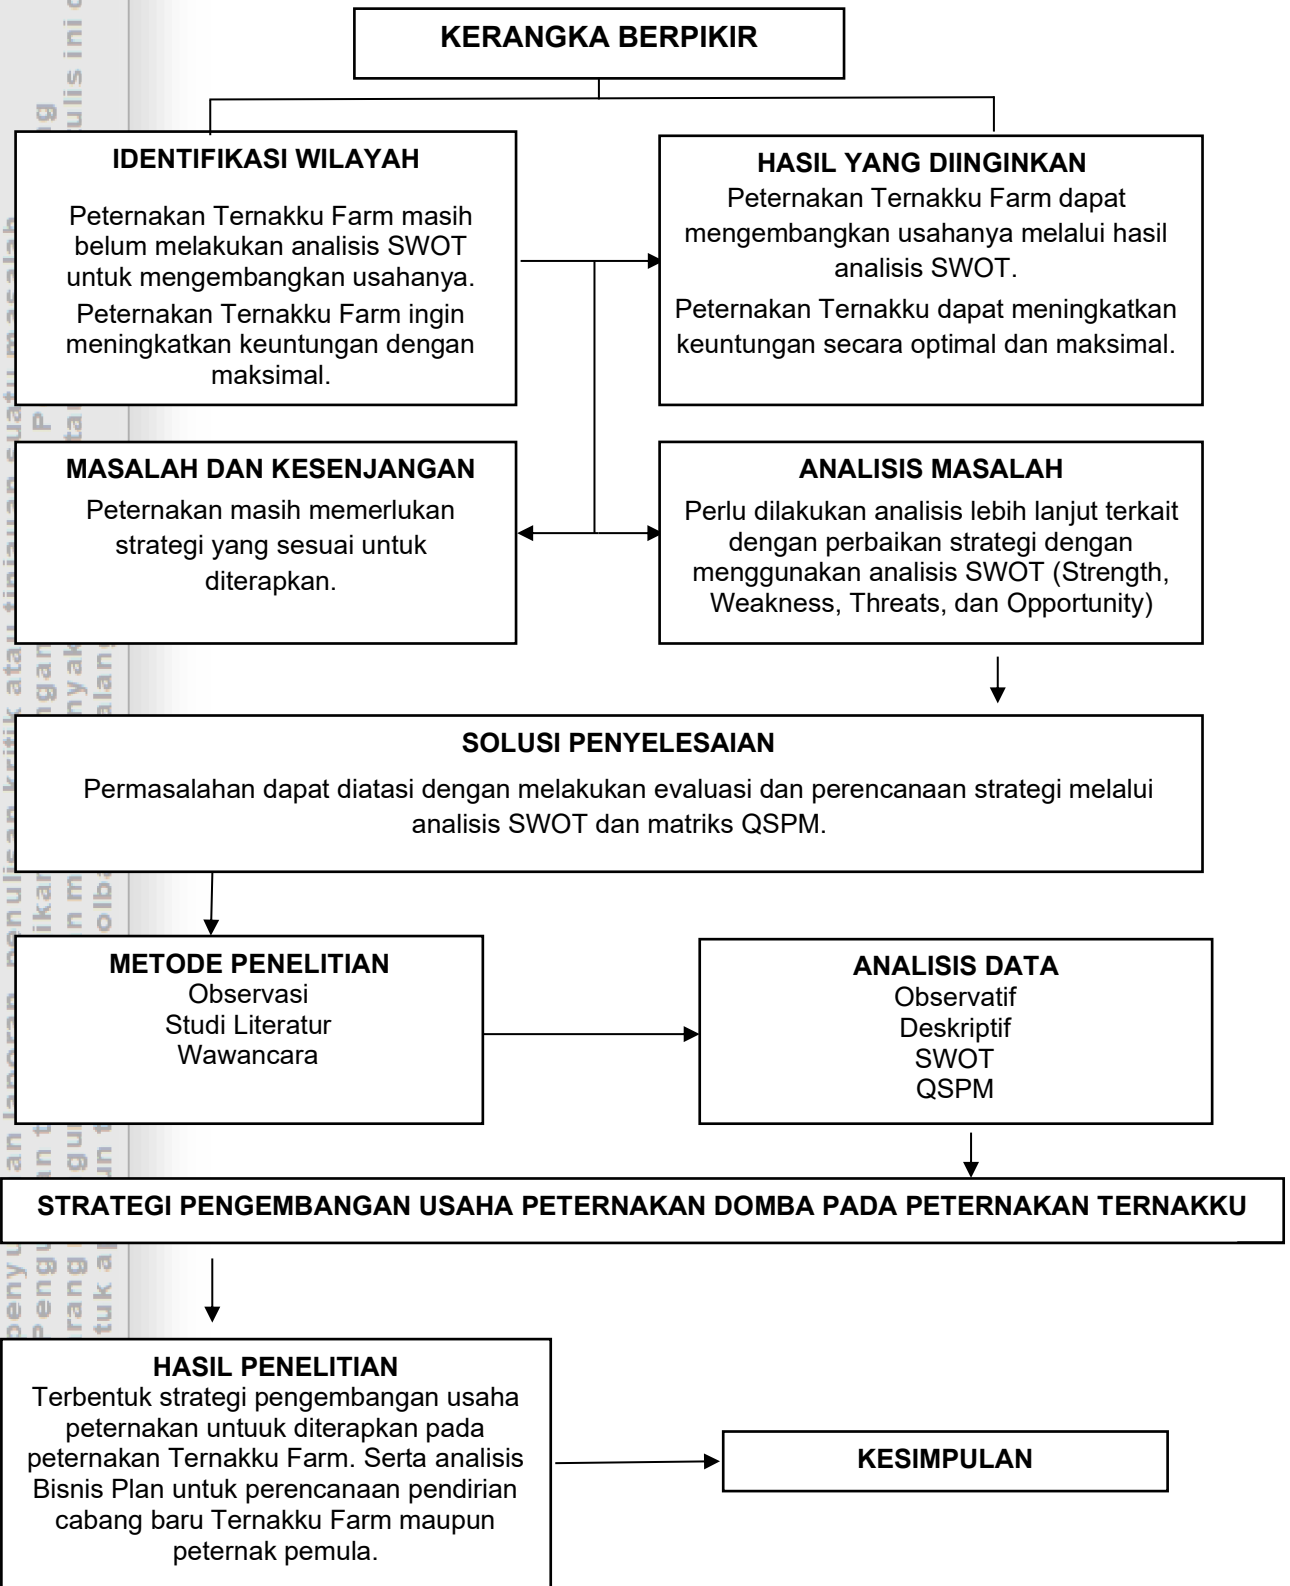 KERANGKA BERPIKIR
IDENTIFIKASI WILAYAH
Peternakan Ternakku Farm masih
belum melakukan analisis SWOT
untuk mengembangkan usahanya.
Peternakan Ternakku Farm ingin
meningkatkan keuntungan dengan
maksimal.
HASIL YANG DIINGINKAN
Peternakan Ternakku Farm dapat
mengembangkan usahanya melalui hasil
analisis SWOT.
Peternakan Ternakku dapat meningkatkan
keuntungan secara optimal dan maksimal.
MASALAH DAN KESENJANGAN
Peternakan masih memerlukan
strategi yang sesuai untuk
diterapkan.
ANALISIS MASALAH
Perlu dilakukan analisis lebih lanjut terkait
dengan perbaikan strategi dengan
menggunakan analisis SWOT (Strength,
Weakness, Threats, dan Opportunity)
SOLUSI PENYELESAIAN
Permasalahan dapat diatasi dengan melakukan evaluasi dan perencanaan strategi melalui
analisis SWOT dan matriks QSPM.
METODE PENELITIAN
Observasi
Studi Literatur
Wawancara
ANALISIS DATA
Observatif
Deskriptif
SWOT
QSPM
STRATEGI PENGEMBANGAN USAHA PETERNAKAN DOMBA PADA PETERNAKAN TERNAKKU
HASIL PENELITIAN
Terbentuk strategi pengembangan usaha
peternakan untuuk diterapkan pada
peternakan Ternakku Farm. Serta analisis
Bisnis Plan untuk perencanaan pendirian
cabang baru Ternakku Farm maupun
peternak pemula.
KESIMPULAN